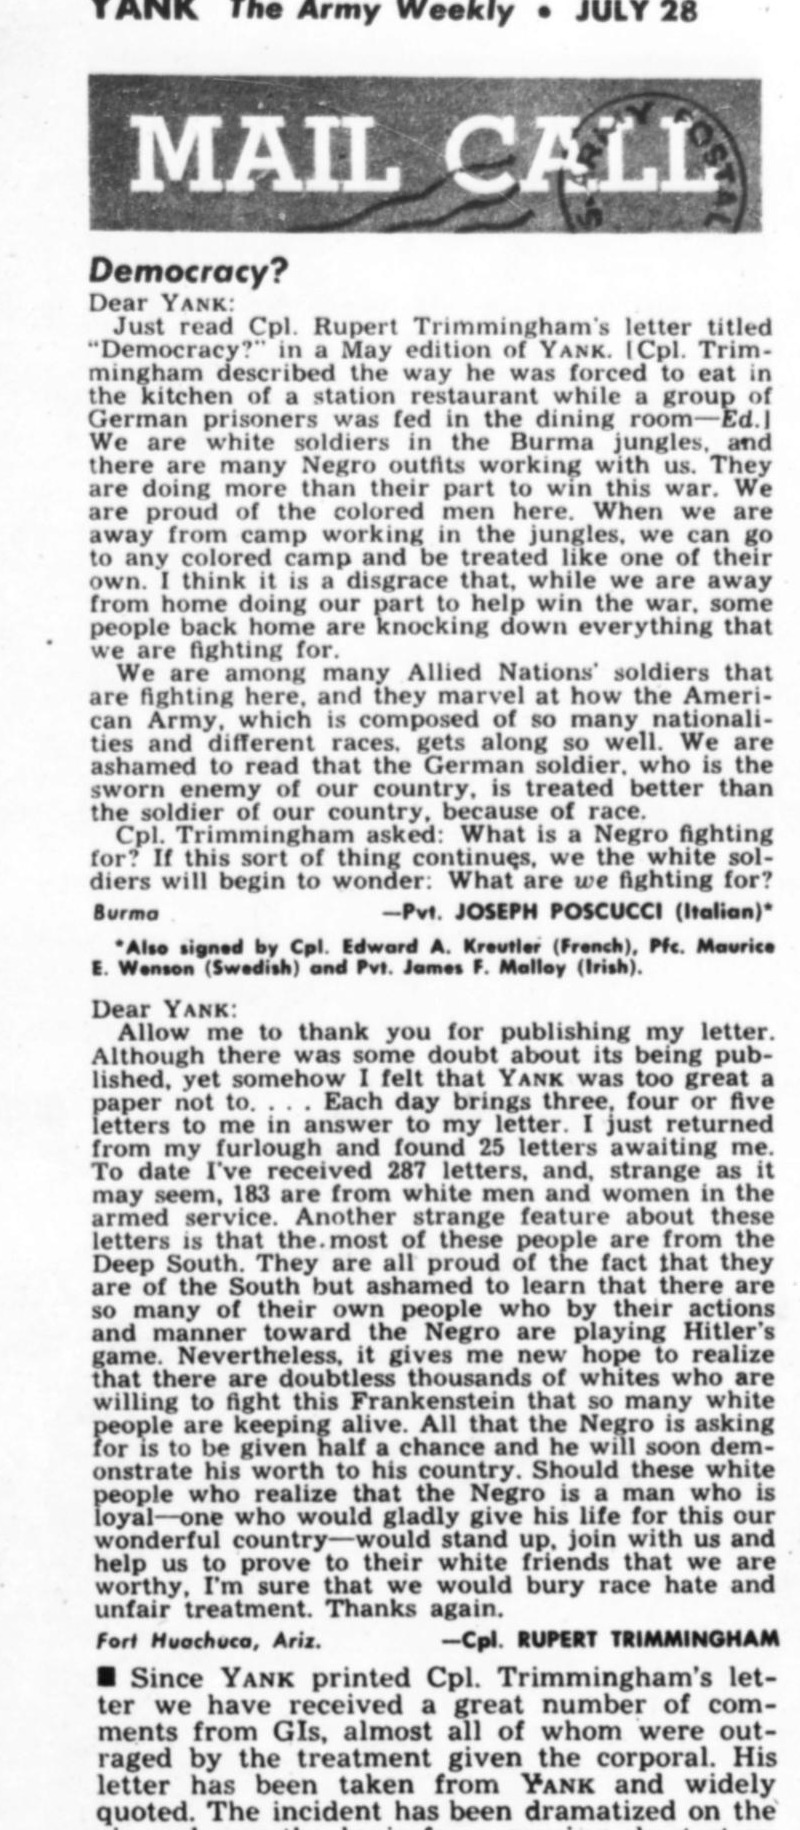 YANK The Army Weekly • JULY 28
MAIL CALL
S. ARMY POSTAL
Democracy?
Dear YANK:
Just read Cpl. Rupert Trimmingham's letter titled
"Democracy?" in a May edition of YANK. [Cpl. Trim-
mingham described the way he was forced to eat in
the kitchen of a station restaurant while a group of
German prisoners was fed in the dining room—Ed.]
We are white soldiers in the Burma jungles, and
there are many Negro outfits working with us. They
are doing more than their part to win this war. We
are proud of the colored men here. When we are
away from camp working in the jungles, we can go
to any colored camp and be treated like one of their
own. I think it is a disgrace that, while we are away
from home doing our part to help win the war, some
people back home are knocking down everything that
we are fighting for.
We are among many Allied Nations' soldiers that
are fighting here, and they marvel at how the Ameri-
can Army, which is composed of so many nationali-
ties and different races, gets along so well. We are
ashamed to read that the German soldier, who is the
sworn enemy of our country, is treated better than
the soldier of our country, because of race.
Cpl. Trimmingham asked: What is a Negro fighting
for? If this sort of thing continues, we the white sol-
diers will begin to wonder: What are we fighting for?
Burma —Pvt. JOSEPH POSCUCCI (Italian)*
*Also signed by Cpl. Edward A. Kreutler (French), Pfc. Maurice
E. Wenson (Swedish) and Pvt. James F. Malloy (Irish).
Dear YANK:
Allow me to thank you for publishing my letter.
Although there was some doubt about its being pub-
lished, yet somehow I felt that YANK was too great a
paper not to. . . . Each day brings three, four or five
letters to me in answer to my letter. I just returned
from my furlough and found 25 letters awaiting me.
To date I've received 287 letters, and, strange as it
may seem, 183 are from white men and women in the
armed service. Another strange feature about these
letters is that the most of these people are from the
Deep South. They are all proud of the fact that they
are of the South but ashamed to learn that there are
so many of their own people who by their actions
and manner toward the Negro are playing Hitler's
game. Nevertheless, it gives me new hope to realize
that there are doubtless thousands of whites who are
willing to fight this Frankenstein that so many white
people are keeping alive. All that the Negro is asking
for is to be given half a chance and he will soon dem-
onstrate his worth to his country. Should these white
people who realize that the Negro is a man who is
loyal—one who would gladly give his life for this our
wonderful country—would stand up, join with us and
help us to prove to their white friends that we are
worthy, I'm sure that we would bury race hate and
unfair treatment. Thanks again.
Fort Huachuca, Ariz. —Cpl. RUPERT TRIMMINGHAM
■ Since YANK printed Cpl. Trimmingham's let-
ter we have received a great number of com-
ments from GIs, almost all of whom were out-
raged by the treatment given the corporal. His
letter has been taken from YANK and widely
quoted. The incident has been dramatized on the